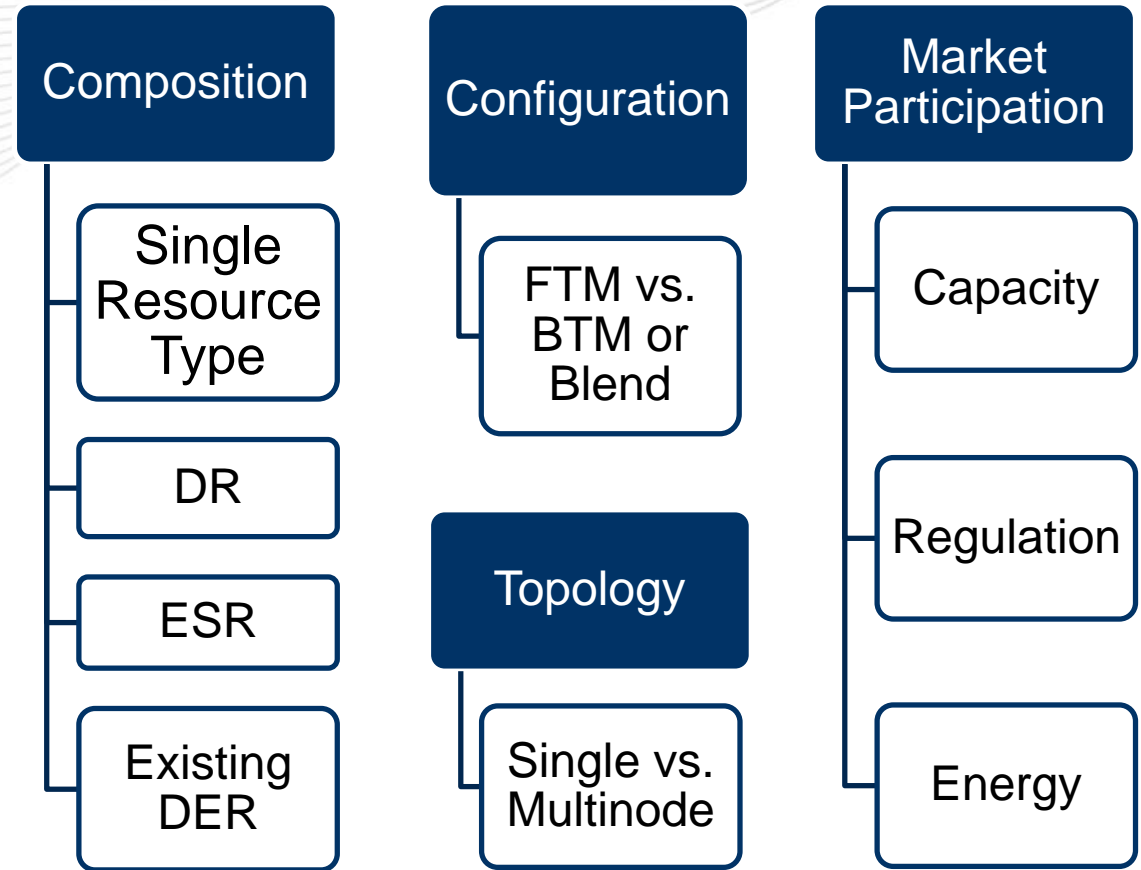 Composition
Single
Resource
Type
DR
ESR
Existing
DER
Configuration
FTM vs.
BTM or
Blend
Topology
Single vs.
Multinode
Market
Participation
Capacity
Regulation
Energy